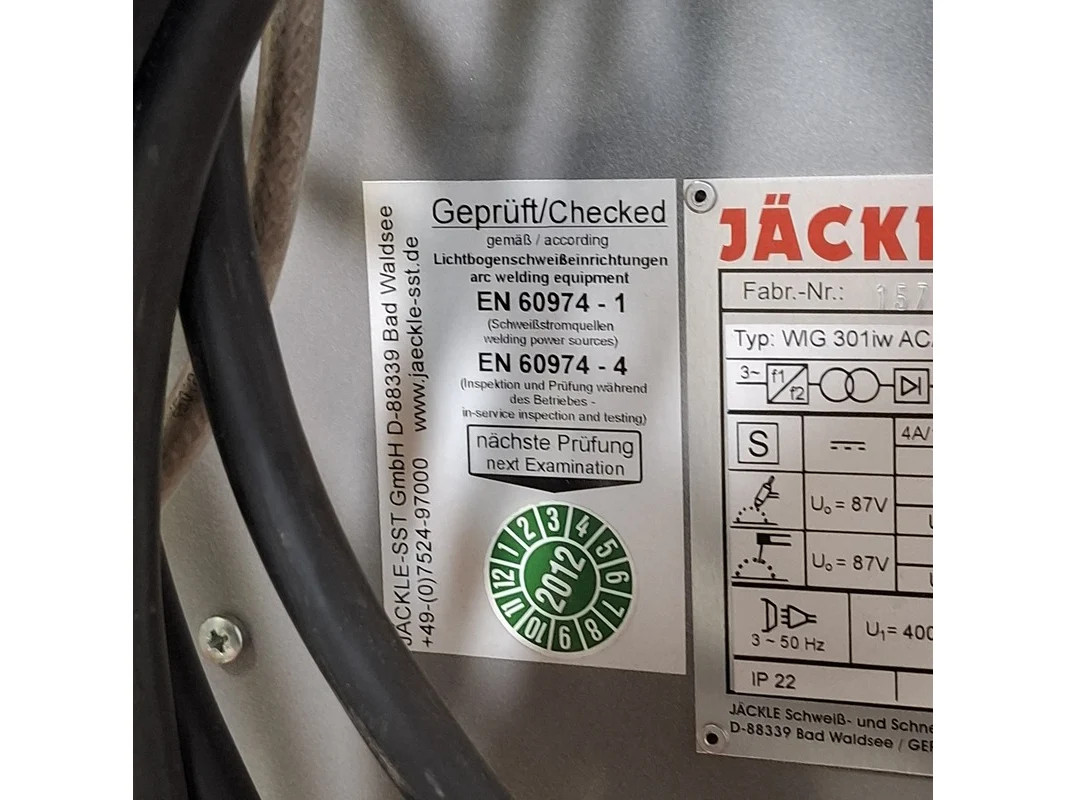 Geprüft/Checked
gemäß / according
Lichtbogenschweißeinrichtungen
arc welding equipment
EN 60974 - 1
(Schweißstromquellen
welding power sources)
EN 60974 - 4
(Inspektion und Prüfung während
des Betriebes -
in-service inspection and testing)
nächste Prüfung
next Examination
1 2 3 4 5 6 7 8 9 10 11 12
2012
JÄCKLE-SST GmbH D-88339 Bad Waldsee
+49-(0)7524-97000 www.jaeckle-sst.de
JÄCKL
Fabr.-Nr.: 157
Typ: WIG 301iw AC
3~ f1 f2
S 4A/
U₀ = 87V
U₀ = 87V
3 ~ 50 Hz U₁= 400
IP 22
JÄCKLE Schweiß- und Schne
D-88339 Bad Waldsee / GER